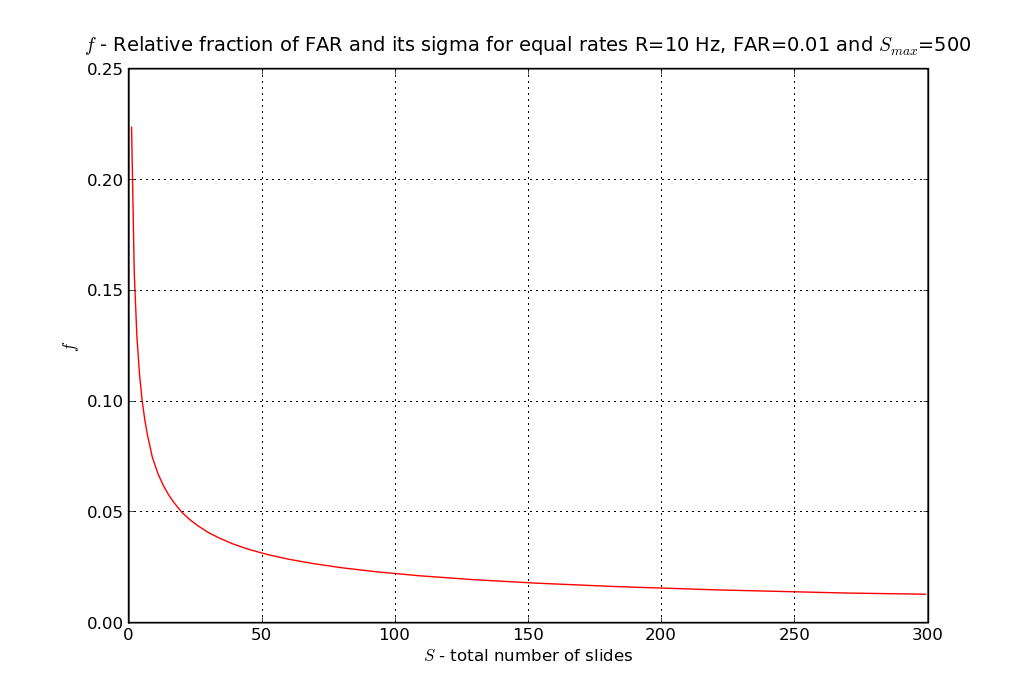 f - Relative fraction of FAR and its sigma for equal rates R=10 Hz, FAR=0.01 and S_max=500
0.25
0.20
0.15
f
0.10
0.05
0.00
0 50 100 150 200 250 300
S - total number of slides